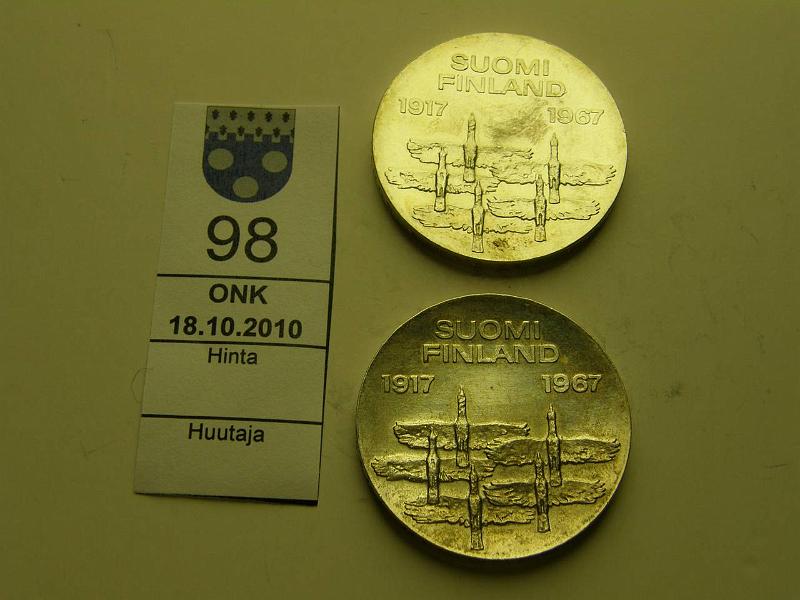 98
ONK
18.10.2010
Hinta
Huutaja
SUOMI
FINLAND
1917 1967
SUOMI
FINLAND
1917 1967